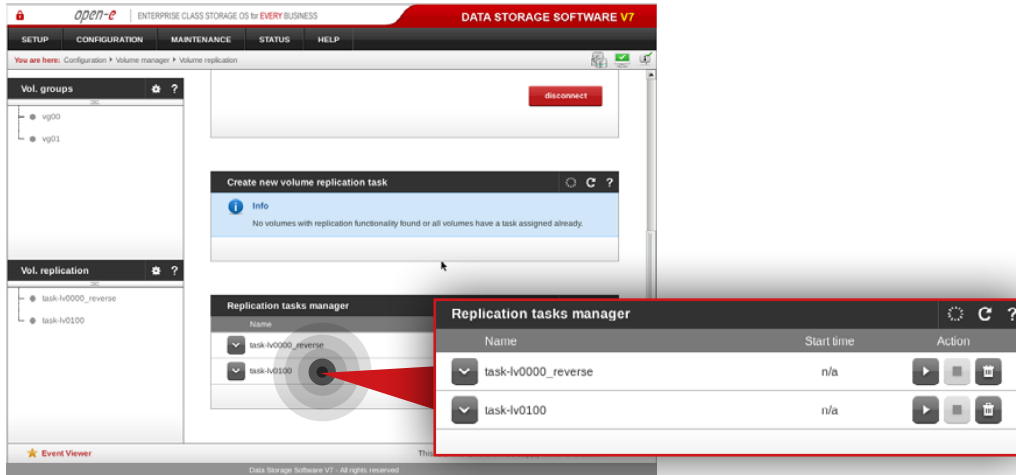 open-e ENTERPRISE CLASS STORAGE OS for EVERY BUSINESS DATA STORAGE SOFTWARE V7
SETUP CONFIGURATION MAINTENANCE STATUS HELP
You are here: Configuration Volume manager Volume replication
Vol. groups ?
vg00
vg01
disconnect
Create new volume replication task ?
i Info
No volumes with replication functionality found or all volumes have a task assigned already.
Vol. replication ?
task-lv0000_reverse
task-lv0100
Replication tasks manager
Name
task-lv0000_reverse
task-lv0100
Replication tasks manager ?
Name Start time Action
task-lv0000_reverse n/a
task-lv0100 n/a
Event Viewer This
Data Storage Software V7 - All rights reserved